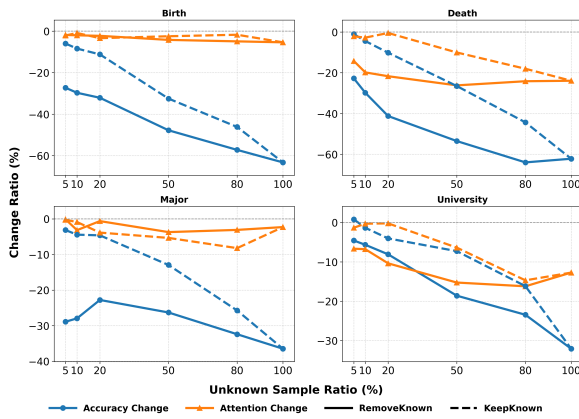 Birth
Death
0
−20
−40
−60
5 10 20 50 80 100
0
−20
−40
−60
5 10 20 50 80 100
Major
University
0
−10
−20
−30
−40
5 10 20 50 80 100
0
−10
−20
−30
5 10 20 50 80 100
Change Ratio (%)
Unknown Sample Ratio (%)
Accuracy Change Attention Change RemoveKnown KeepKnown